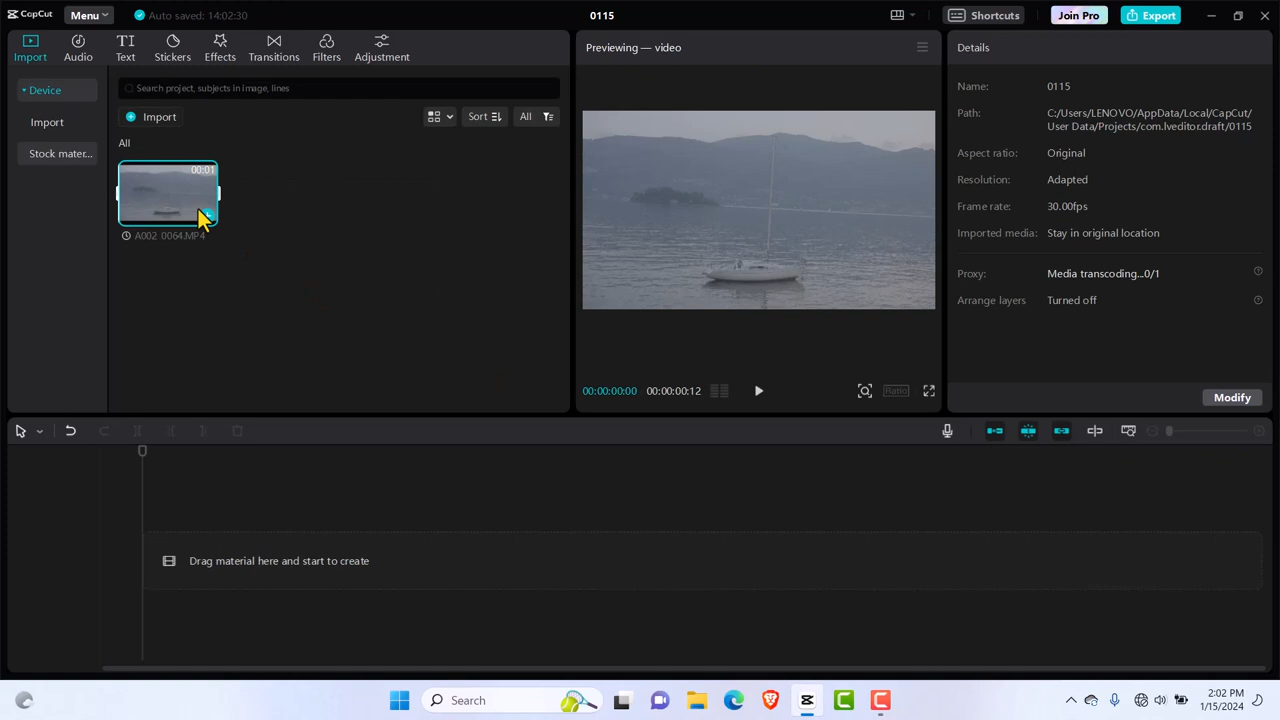 CapCut
Menu
Auto saved: 14:02:30
0115
Shortcuts
Join Pro
Export
Import
Audio
Text
Stickers
Effects
Transitions
Filters
Adjustment
Device
Import
Stock mater...
Search project, subjects in image, lines
Import
Sort
All
All
00:01
A002_0064.MP4
Previewing — video
00:00:00:00
00:00:00:12
Ratio
Details
Name: 0115
Path: C:/Users/LENOVO/AppData/Local/CapCut/
User Data/Projects/com.lveditor.draft/0115
Aspect ratio: Original
Resolution: Adapted
Frame rate: 30.00fps
Imported media: Stay in original location
Proxy: Media transcoding...0/1
Arrange layers Turned off
Modify
Drag material here and start to create
Search
2:02 PM
1/15/2024